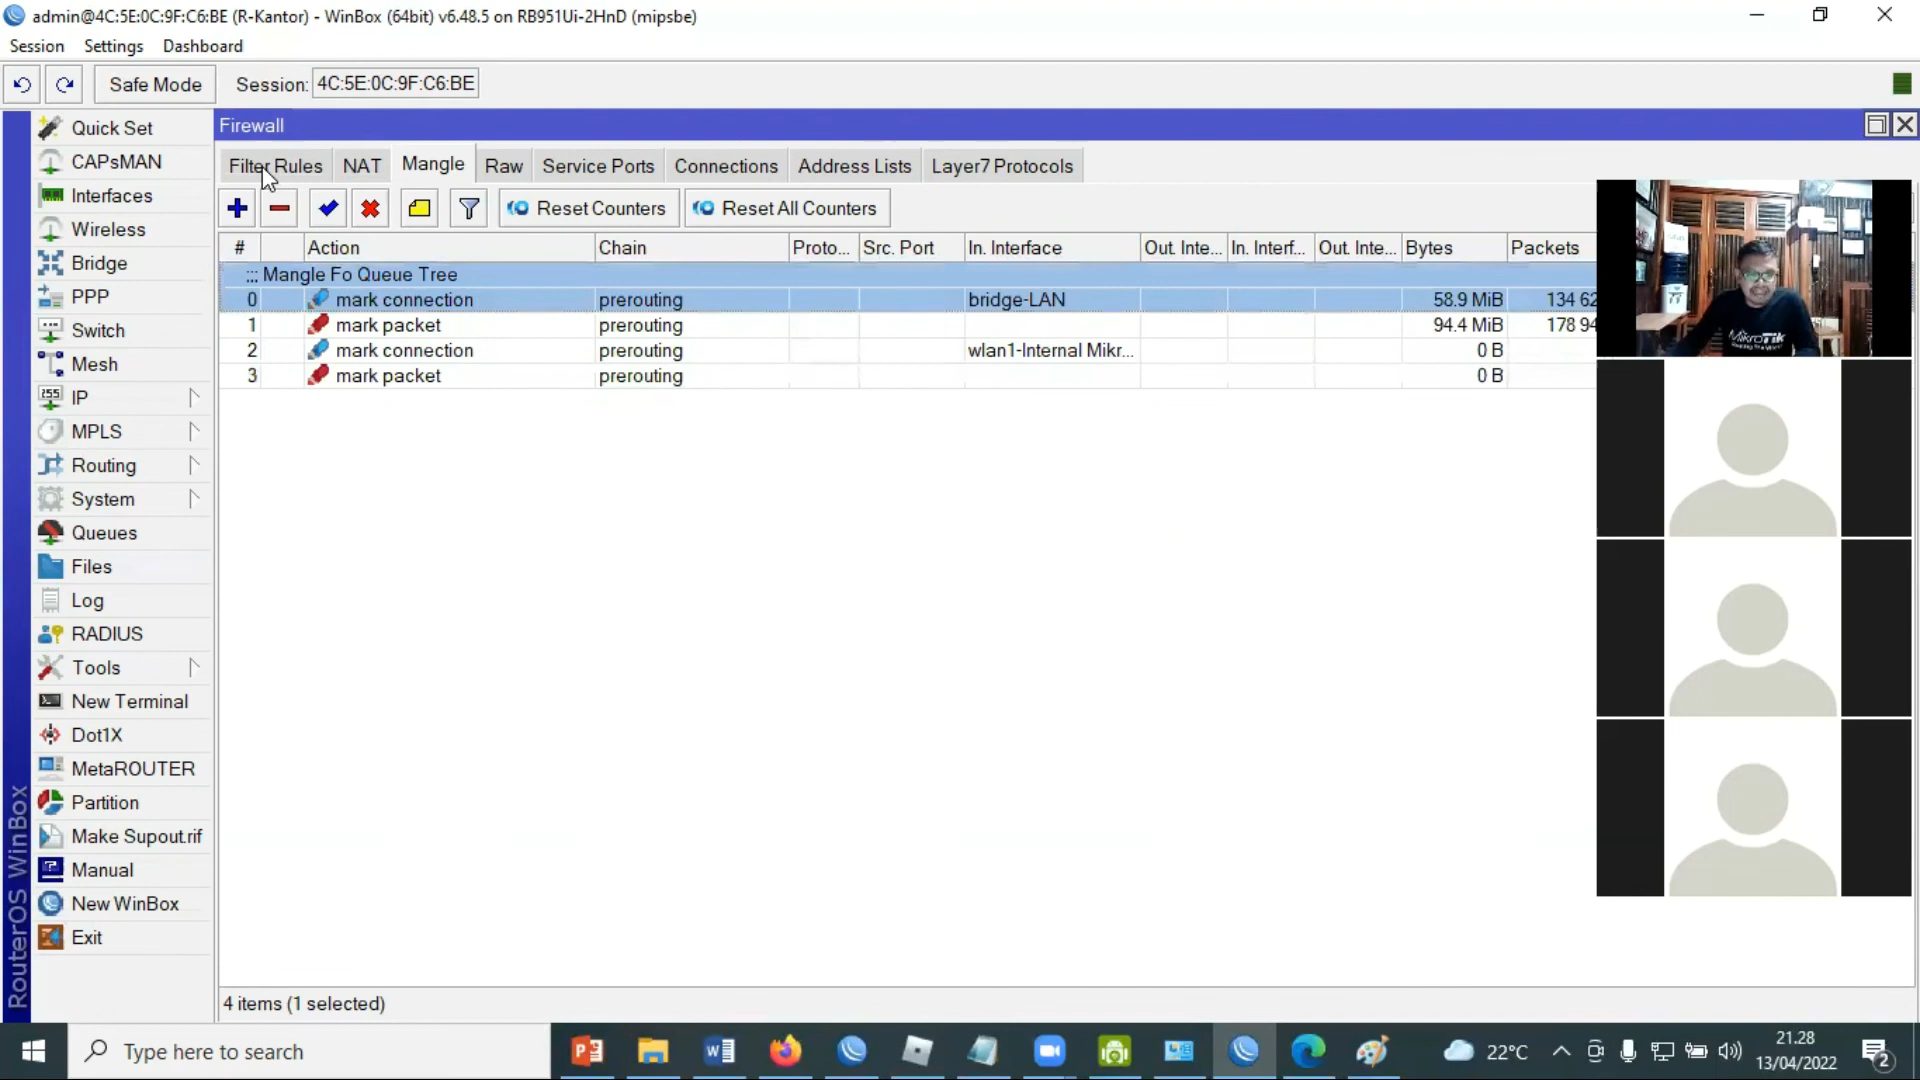 admin@4C:5E:0C:9F:C6:BE (R-Kantor) - WinBox (64bit) v6.48.5 on RB951Ui-2HnD (mipsbe)
Session Settings Dashboard
Safe Mode Session: 4C:5E:0C:9F:C6:BE
Firewall
Filter Rules NAT Mangle Raw Service Ports Connections Address Lists Layer7 Protocols
Reset Counters Reset All Counters
# Action Chain Proto... Src. Port In. Interface Out. Inte... In. Interf... Out. Inte... Bytes Packets
::: Mangle Fo Queue Tree
0 mark connection prerouting bridge-LAN 58.9 MiB 134 62
1 mark packet prerouting 94.4 MiB 178 94
2 mark connection prerouting wlan1-Internal Mikr... 0 B
3 mark packet prerouting 0 B
4 items (1 selected)
Quick Set
CAPsMAN
Interfaces
Wireless
Bridge
PPP
Switch
Mesh
255 IP
MPLS
Routing
System
Queues
Files
Log
RADIUS
Tools
New Terminal
Dot1X
MetaROUTER
Partition
Make Supout.rif
Manual
New WinBox
Exit
RouterOS WinBox
MikroTik
Type here to search
22°C
21.28
13/04/2022
2